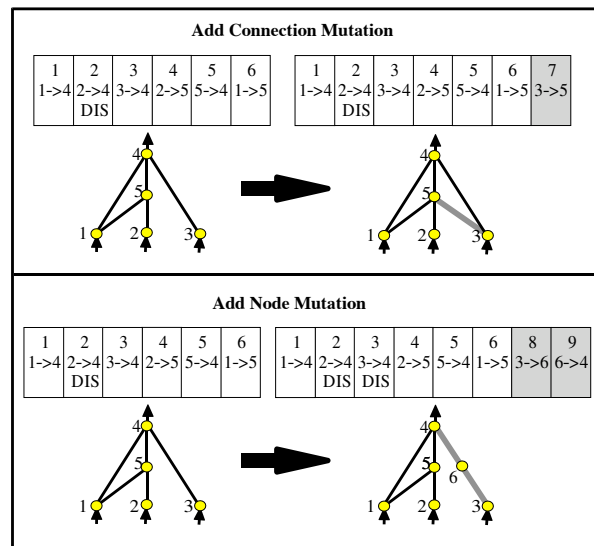 Add Connection Mutation
1 2 3 4 5 6 1 2 3 4 5 6 7
1->4 2->4 3->4 2->5 5->4 1->5 1->4 2->4 3->4 2->5 5->4 1->5 3->5
DIS DIS
4 4
5 5
1 2 3 1 2 3
Add Node Mutation
1 2 3 4 5 6 1 2 3 4 5 6 8 9
1->4 2->4 3->4 2->5 5->4 1->5 1->4 2->4 3->4 2->5 5->4 1->5 3->6 6->4
DIS DIS DIS
4 4
5 5
6
1 2 3 1 2 3